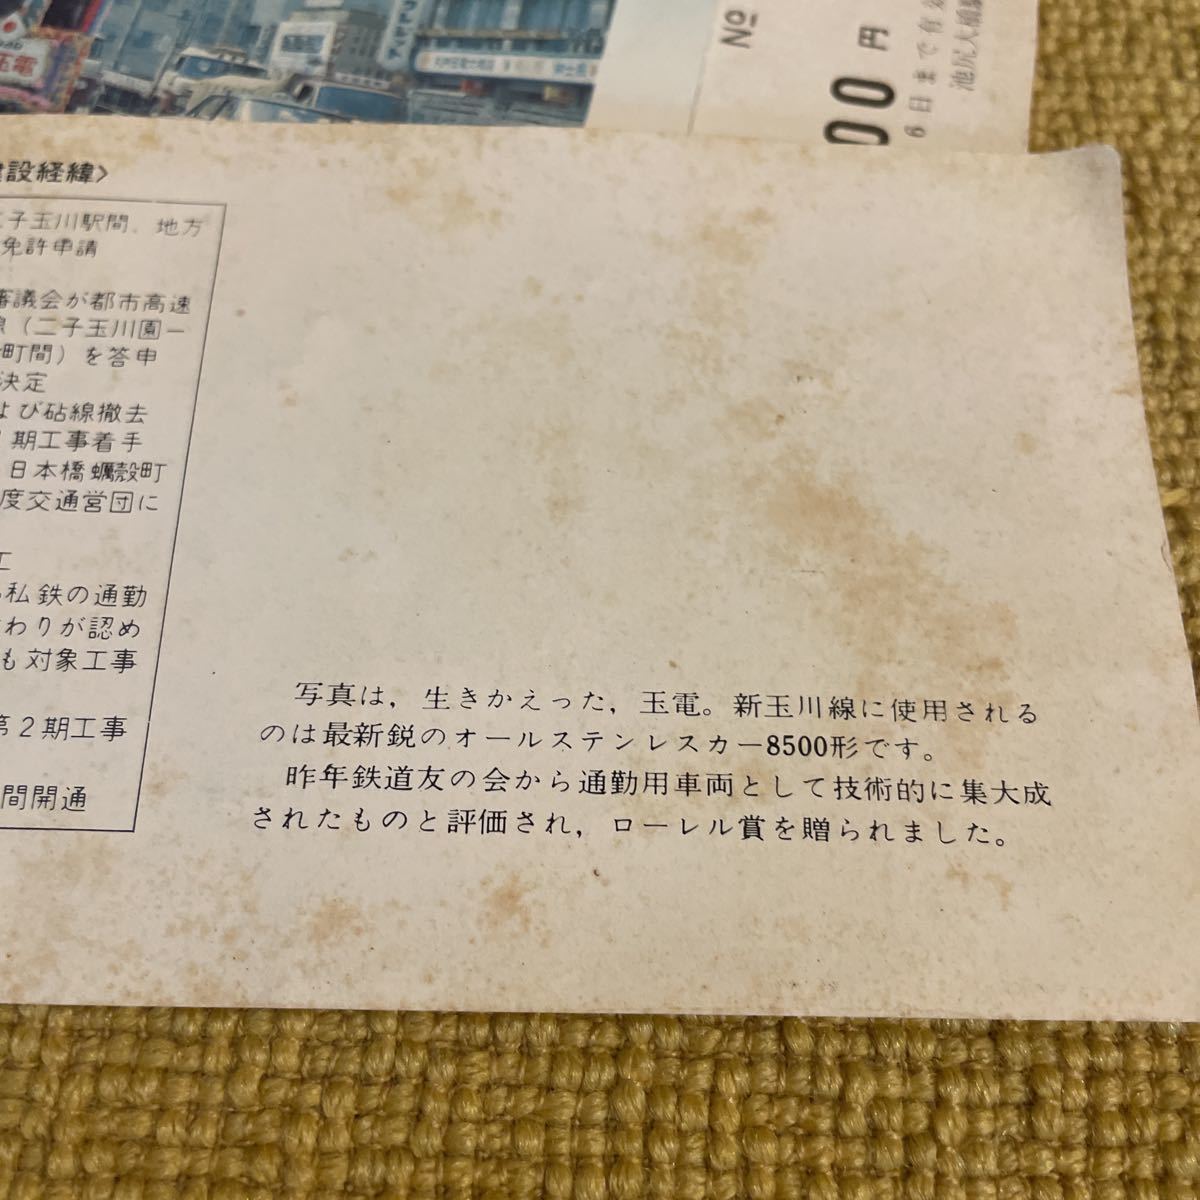 玉電
No
00円
6日まで有効
池尻大橋駅
設経緯〉
二子玉川駅間、地方
免許申請
審議会が都市高速
線（二子玉川園ー
町間）を答申
決定
よび砧線撤去
期工事着手
日本橋蠣殻町
度交通営団に
工
私鉄の通勤
わりが認め
も対象工事
第2期工事
間開通
写真は，生きかえった，玉電。新玉川線に使用される
のは最新鋭のオールステンレスカー8500形です。
昨年鉄道友の会から通勤用車両として技術的に集大成
されたものと評価され，ローレル賞を贈られました。